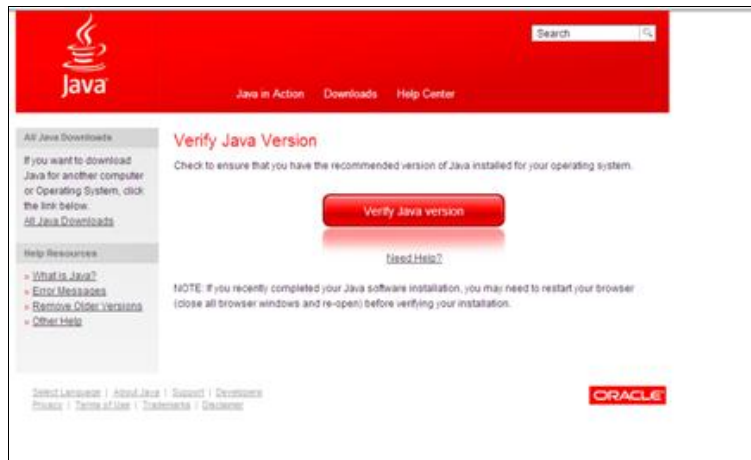 Java
Search
Java in Action Downloads Help Center
All Java Downloads
If you want to download
Java for another computer
or Operating System, click
the link below.
All Java Downloads
Help Resources
» What is Java?
» Error Messages
» Remove Older Versions
» Other Help
Verify Java Version
Check to ensure that you have the recommended version of Java installed for your operating system.
Verify Java version
Need Help?
NOTE: If you recently completed your Java software installation, you may need to restart your browser
(close all browser windows and re-open) before verifying your installation.
Select Language | About Java | Support | Developers
Privacy | Terms of Use | Trademarks | Disclaimer
ORACLE